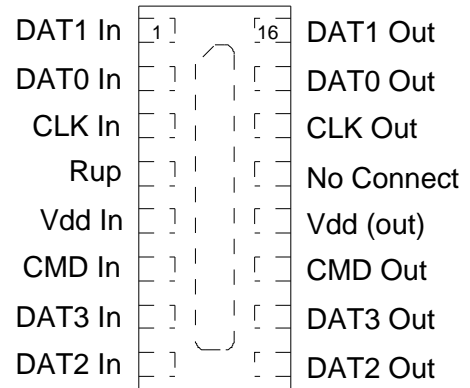 DAT1 In 1 16 DAT1 Out
DAT0 In DAT0 Out
CLK In CLK Out
Rup No Connect
Vdd In Vdd (out)
CMD In CMD Out
DAT3 In DAT3 Out
DAT2 In DAT2 Out